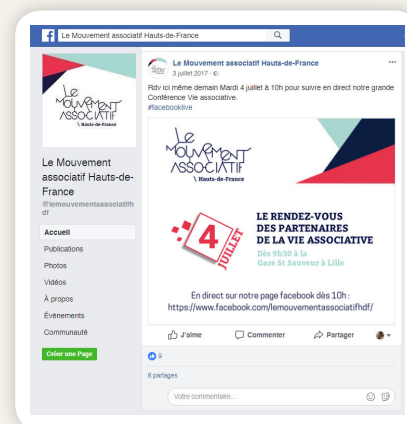 Le Mouvement associatif Hauts-de-France
Le
MOUVEMENT
ASSOCIATIF
\ Hauts-de-France
Le Mouvement
associatif Hauts-de-
France
@lemouvementassociatifh
df
Accueil
Publications
Photos
Vidéos
À propos
Évènements
Communauté
Créer une Page
Le Mouvement associatif Hauts-de-France
3 juillet 2017 ·
Rdv ici même demain Mardi 4 juillet à 10h pour suivre en direct notre grande
Conférence Vie associative.
#facebooklive
Le
MOUVEMENT
ASSOCIATIF
\ Hauts-de-France
4
JUILLET
LE RENDEZ-VOUS
DES PARTENAIRES
DE LA VIE ASSOCIATIVE
Dès 9h30 à la
Gare St Sauveur à Lille
En direct sur notre page facebook dès 10h :
https://www.facebook.com/lemouvementassociatifhdf/
J'aime Commenter Partager
9
8 partages
Votre commentaire...